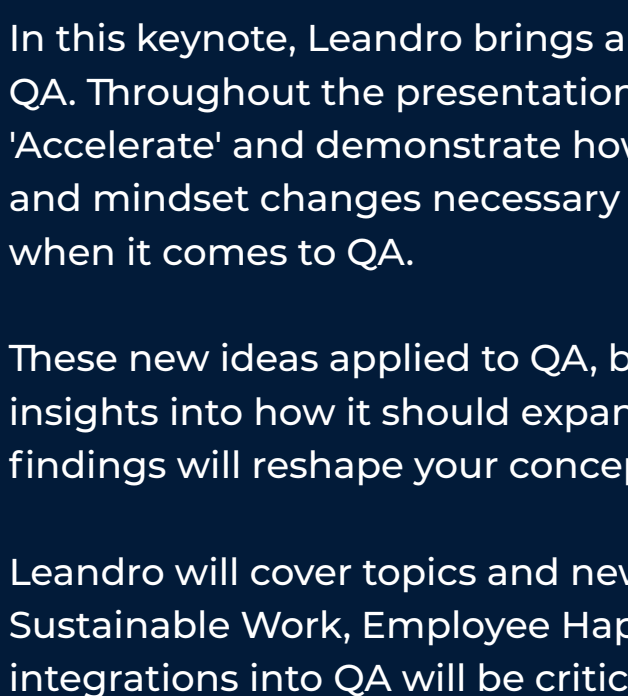 In this keynote, Leandro brings a
QA. Throughout the presentation
'Accelerate' and demonstrate how
and mindset changes necessary
when it comes to QA.
These new ideas applied to QA, b
insights into how it should expan
findings will reshape your concep
Leandro will cover topics and new
Sustainable Work, Employee Hap
integrations into QA will be critic